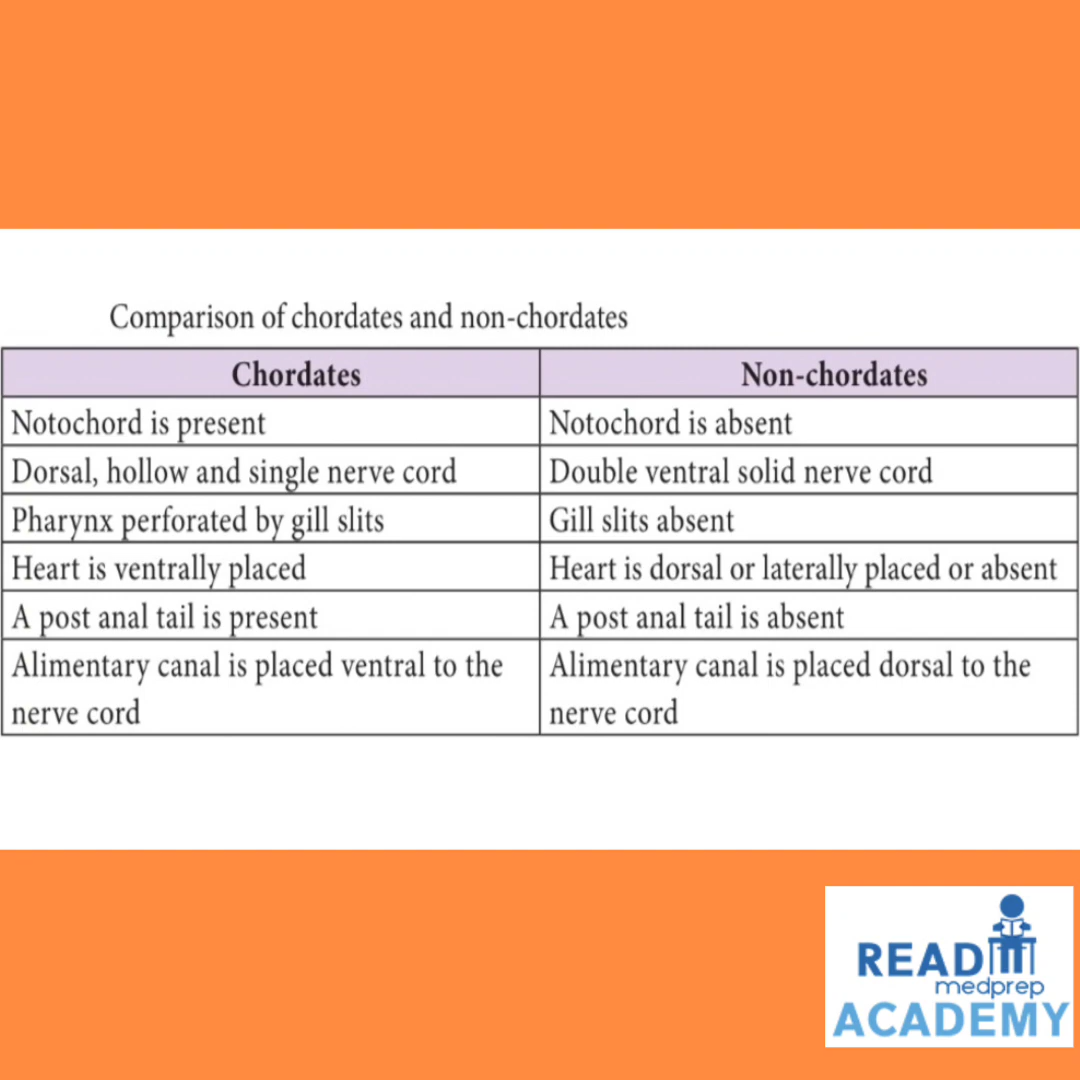 Comparison of chordates and non-chordates
Chordates Non-chordates
Notochord is present Notochord is absent
Dorsal, hollow and single nerve cord Double ventral solid nerve cord
Pharynx perforated by gill slits Gill slits absent
Heart is ventrally placed Heart is dorsal or laterally placed or absent
A post anal tail is present A post anal tail is absent
Alimentary canal is placed ventral to the Alimentary canal is placed dorsal to the
nerve cord nerve cord
READ
medprep
ACADEMY